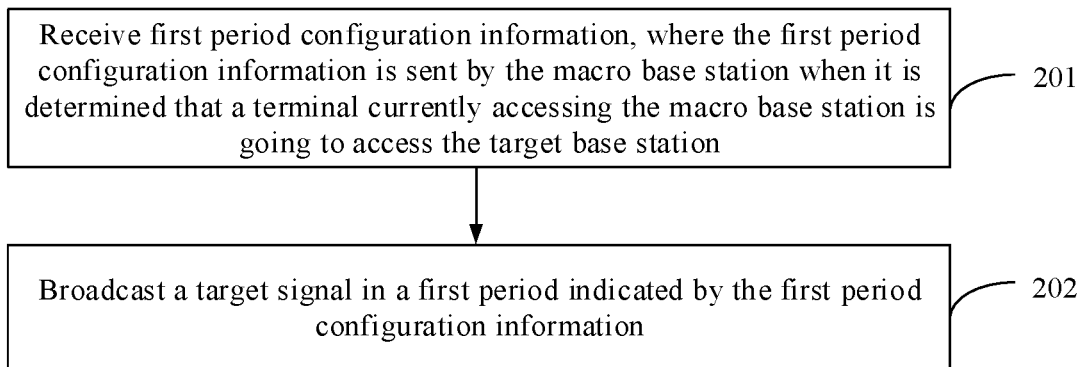 Receive first period configuration information, where the first period
configuration information is sent by the macro base station when it is
determined that a terminal currently accessing the macro base station is
going to access the target base station
201
Broadcast a target signal in a first period indicated by the first period
configuration information
202